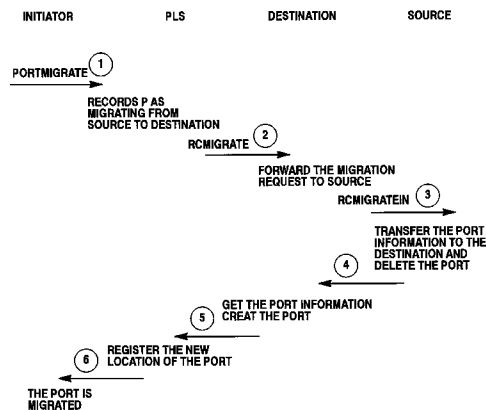 INITIATOR PLS DESTINATION SOURCE
PORTMIGRATE 1
RECORDS P AS
MIGRATING FROM
SOURCE TO DESTINATION
RCMIGRATE 2
FORWARD THE MIGRATION
REQUEST TO SOURCE
RCMIGRATEIN 3
TRANSFER THE PORT
INFORMATION TO THE
DESTINATION AND
DELETE THE PORT
4
GET THE PORT INFORMATION
CREAT THE PORT
5
REGISTER THE NEW
LOCATION OF THE PORT
6
THE PORT IS
MIGRATED